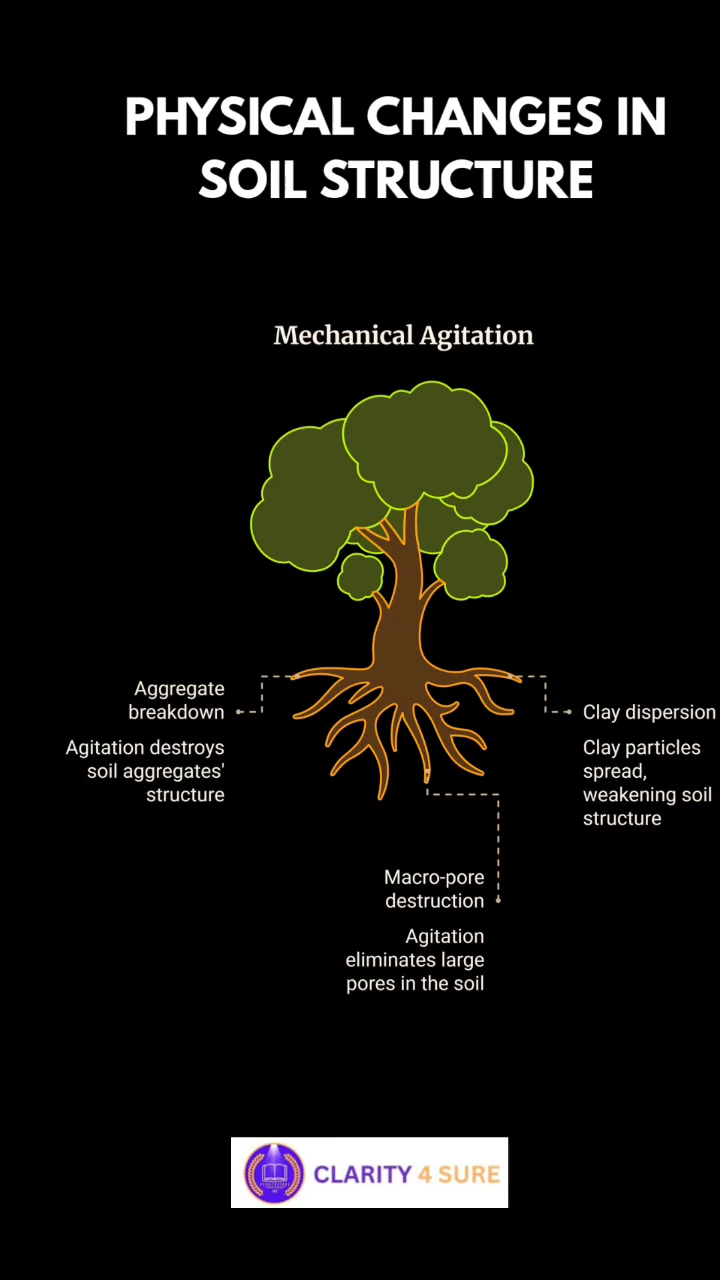 PHYSICAL CHANGES IN
SOIL STRUCTURE
Mechanical Agitation
Aggregate
breakdown
Agitation destroys
soil aggregates'
structure
Clay dispersion
Clay particles
spread,
weakening soil
structure
Macro-pore
destruction
Agitation
eliminates large
pores in the soil
CLARITY 4 SURE